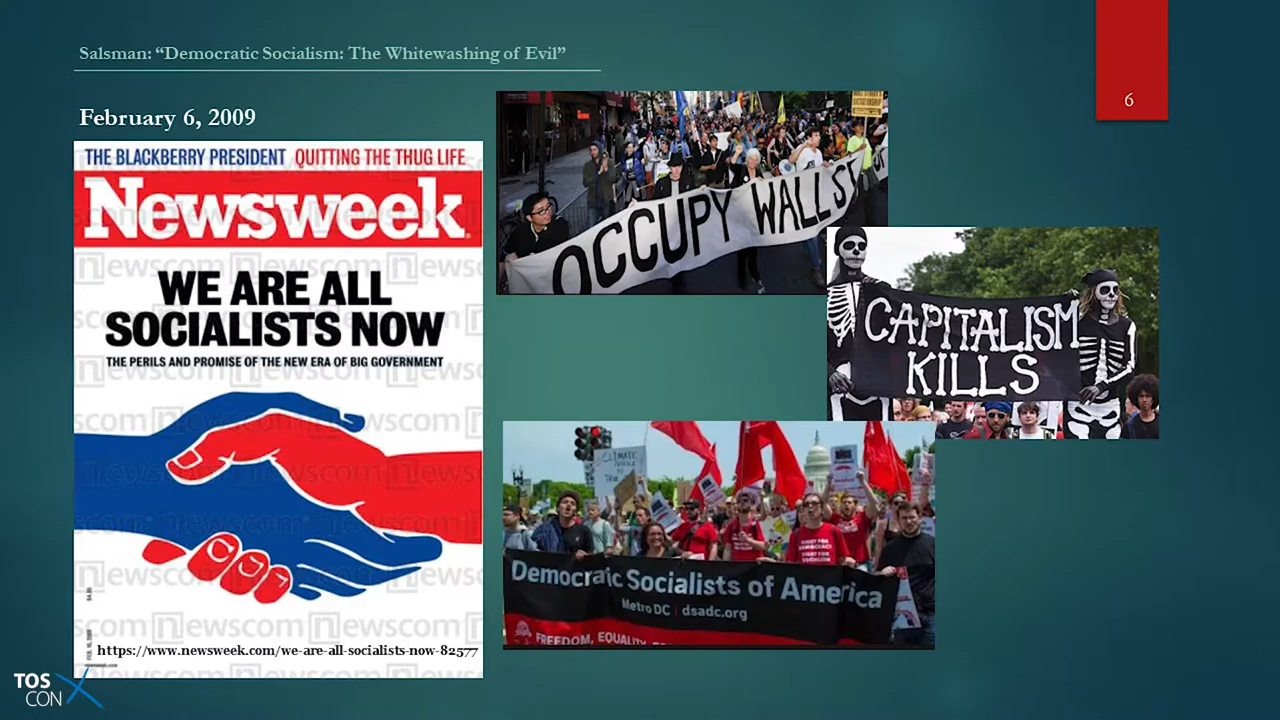 Salsman: “Democratic Socialism: The Whitewashing of Evil”
6
February 6, 2009
THE BLACKBERRY PRESIDENT QUITTING THE THUG LIFE
Newsweek
WE ARE ALL
SOCIALISTS NOW
THE PERILS AND PROMISE OF THE NEW ERA OF BIG GOVERNMENT
newscom
https://www.newsweek.com/we-are-all-socialists-now-82577
OCCUPY WALL ST
CAPITALISM
KILLS
CLIMATE
Democratic Socialists of America
Metro DC | dsadc.org
FREEDOM, EQUALITY,
TOS
CON